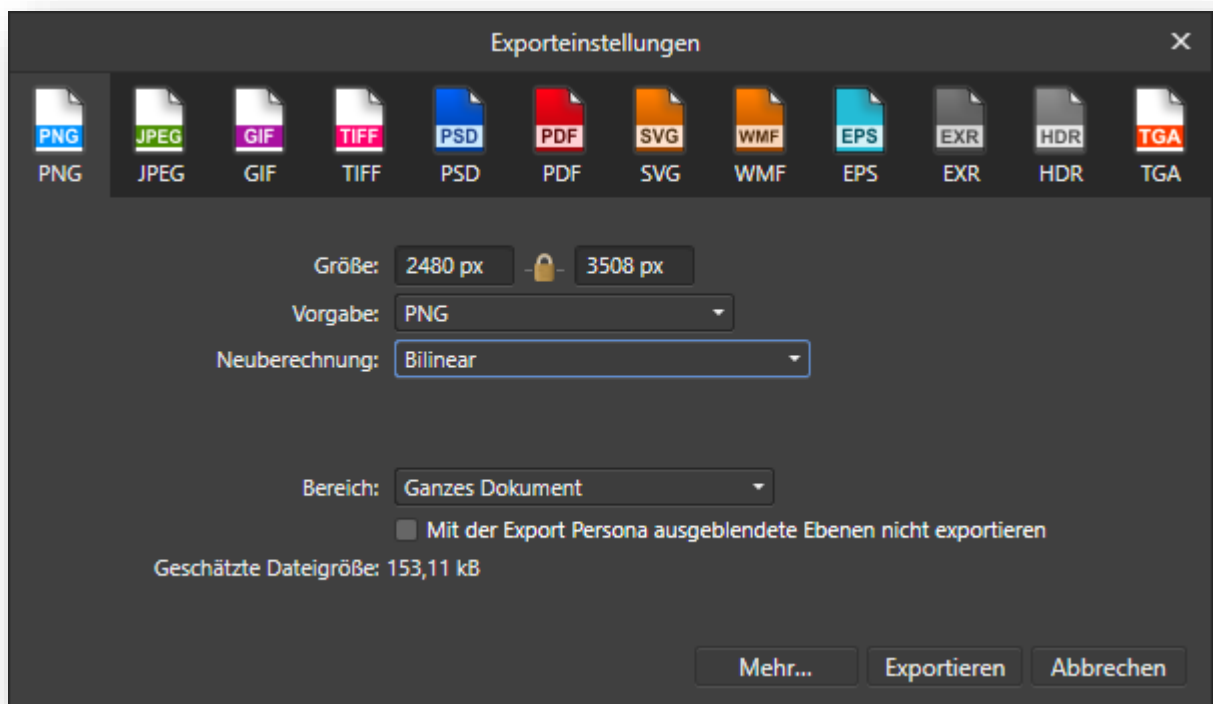 Exporteinstellungen
PNG JPEG GIF TIFF PSD PDF SVG WMF EPS EXR HDR TGA
PNG JPEG GIF TIFF PSD PDF SVG WMF EPS EXR HDR TGA
Größe: 2480 px 3508 px
Vorgabe: PNG
Neuberechnung: Bilinear
Bereich: Ganzes Dokument
Mit der Export Persona ausgeblendete Ebenen nicht exportieren
Geschätzte Dateigröße: 153,11 kB
Mehr... Exportieren Abbrechen